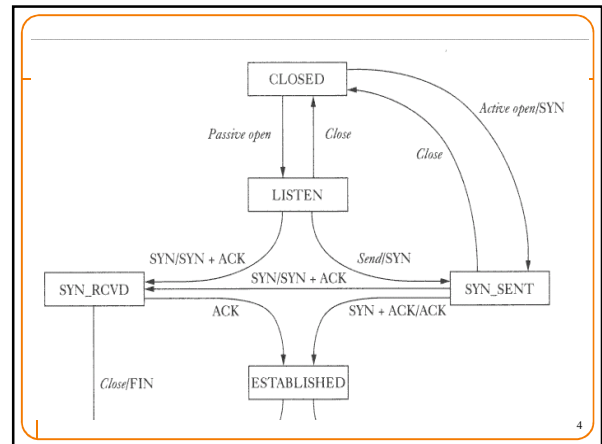 CLOSED
Active open/SYN
Passive open
Close
Close
LISTEN
SYN/SYN + ACK
Send/SYN
SYN/SYN + ACK
SYN_RCVD
SYN_SENT
ACK
SYN + ACK/ACK
Close/FIN
ESTABLISHED
4